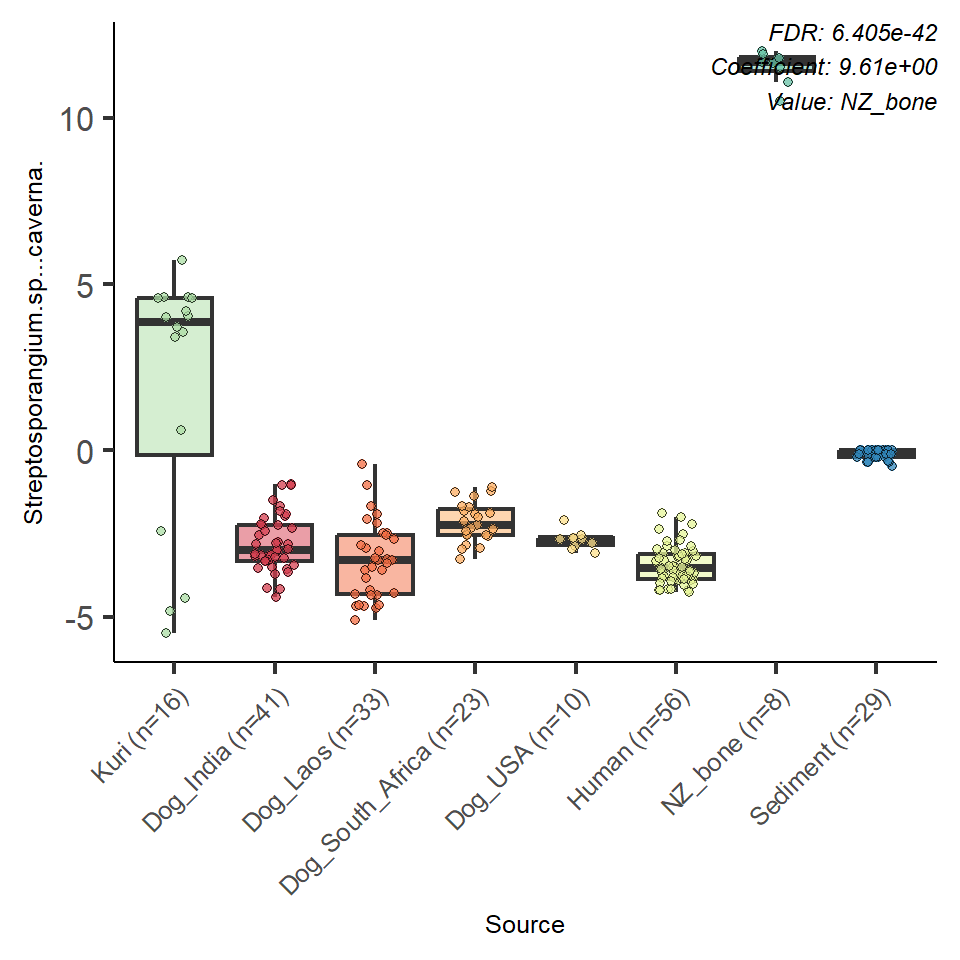 FDR: 6.405e-42
Coefficient: 9.61e+00
Value: NZ_bone
Streptosporangium.sp...caverna.
10
5
0
-5
Kuri (n=16)
Dog_India (n=41)
Dog_Laos (n=33)
Dog_South_Africa (n=23)
Dog_USA (n=10)
Human (n=56)
NZ_bone (n=8)
Sediment (n=29)
Source